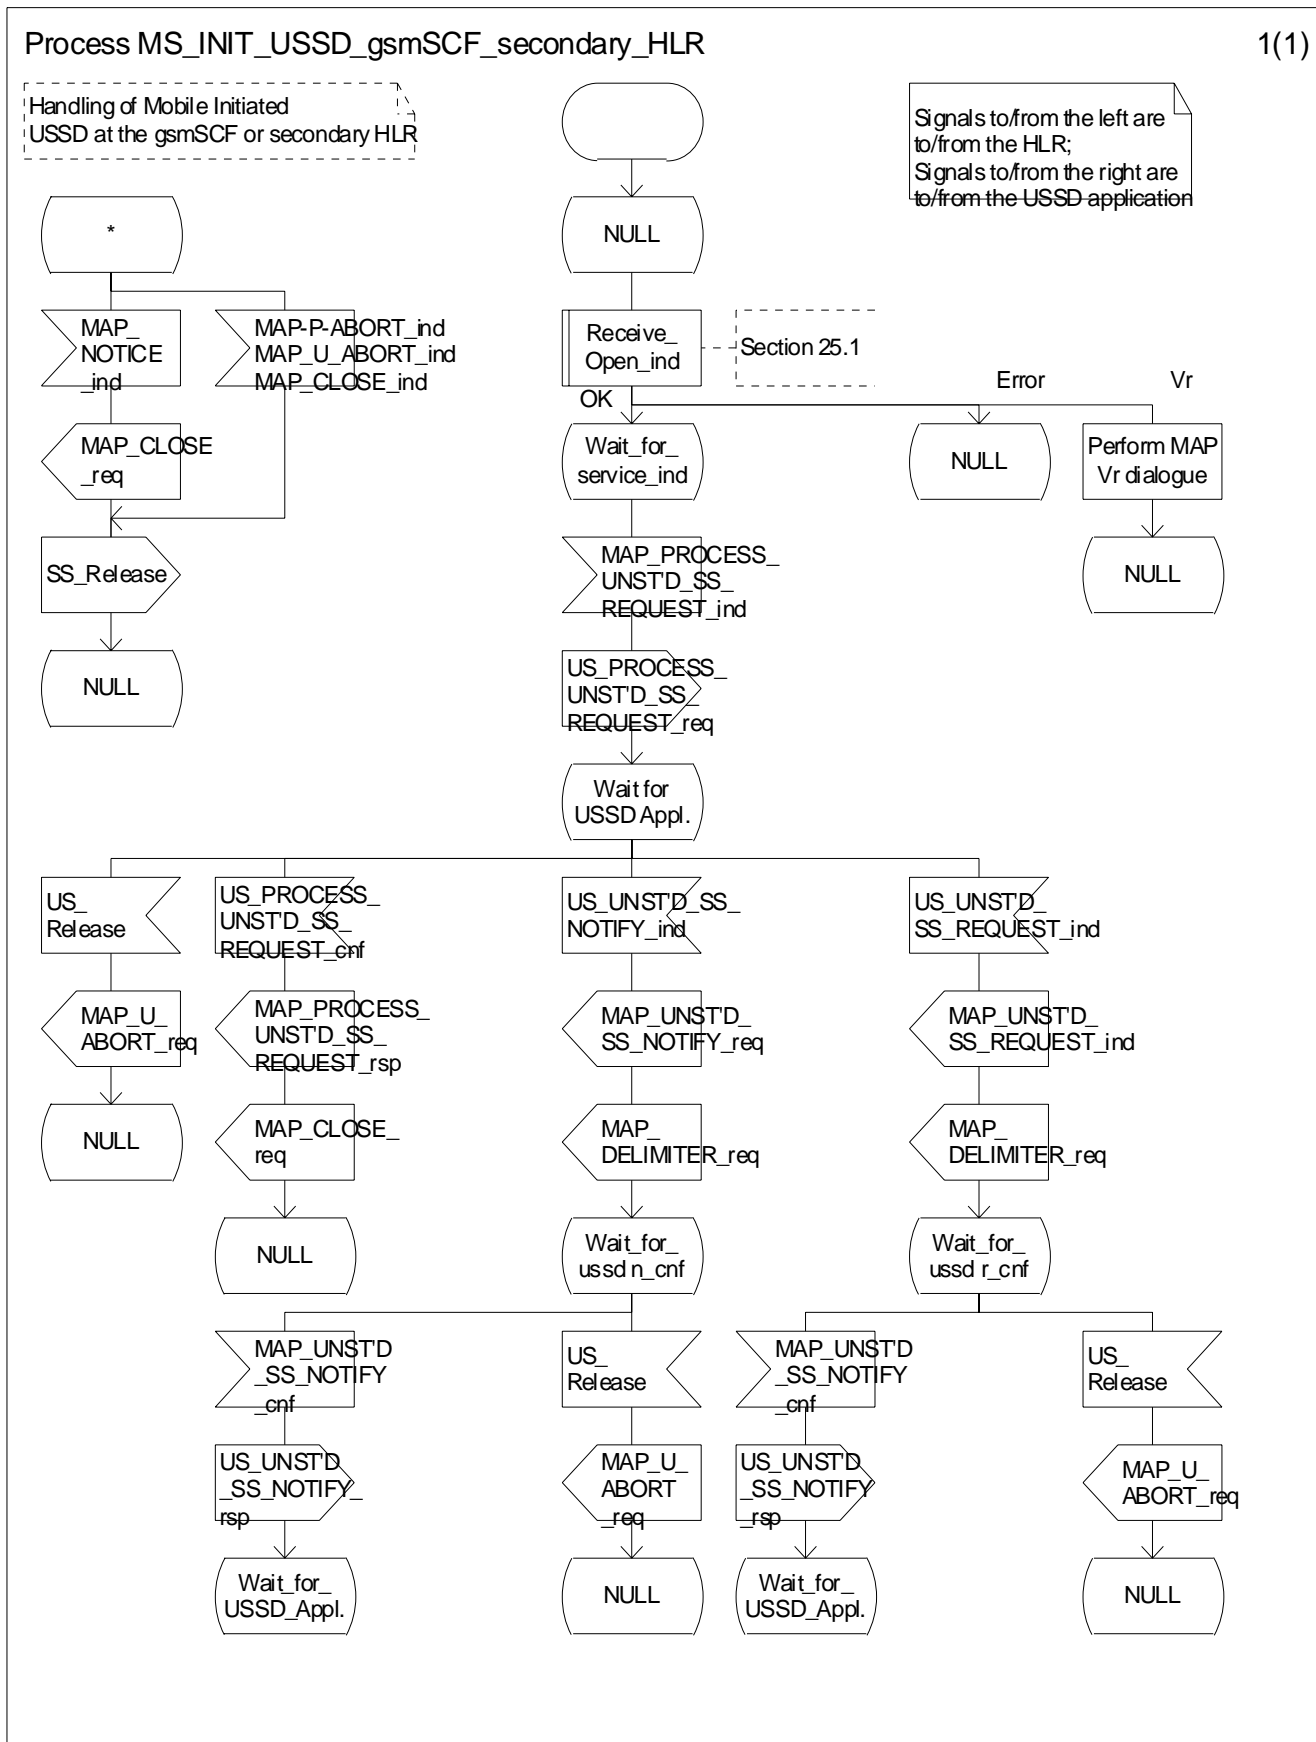 Process MS_INIT_USSD_gsmSCF_secondary_HLR
1(1)
Handling of Mobile Initiated
USSD at the gsmSCF or secondary HLR
Signals to/from the left are
to/from the HLR;
Signals to/from the right are
to/from the USSD application
*
NULL
MAP_
NOTICE
_ind
MAP-P-ABORT_ind
MAP_U_ABORT_ind
MAP_CLOSE_ind
Receive_
Open_ind
Section 25.1
OK
Error
Vr
MAP_CLOSE
_req
Wait_for_
service_ind
NULL
Perform MAP
Vr dialogue
SS_Release
MAP_PROCESS_
UNST'D_SS_
REQUEST_ind
NULL
NULL
US_PROCESS_
UNST'D_SS_
REQUEST_req
Wait for
USSD Appl.
US_
Release
US_PROCESS_
UNST'D_SS_
REQUEST_cnf
US_UNST'D_SS_
NOTIFY_ind
US_UNST'D_
SS_REQUEST_ind
MAP_U_
ABORT_req
MAP_PROCESS_
UNST'D_SS_
REQUEST_rsp
MAP_UNST'D_
SS_NOTIFY_req
MAP_UNST'D_
SS_REQUEST_ind
NULL
MAP_CLOSE_
req
MAP_
DELIMITER_req
MAP_
DELIMITER_req
NULL
Wait_for_
ussd n_cnf
Wait_for_
ussd r_cnf
MAP_UNST'D
_SS_NOTIFY
_cnf
US_
Release
MAP_UNST'D
_SS_NOTIFY
_cnf
US_
Release
US_UNST'D
_SS_NOTIFY_
rsp
MAP_U_
ABORT
_req
US_UNST'D
_SS_NOTIFY
_rsp
MAP_U_
ABORT_req
Wait_for_
USSD_Appl.
NULL
Wait_for_
USSD_Appl.
NULL